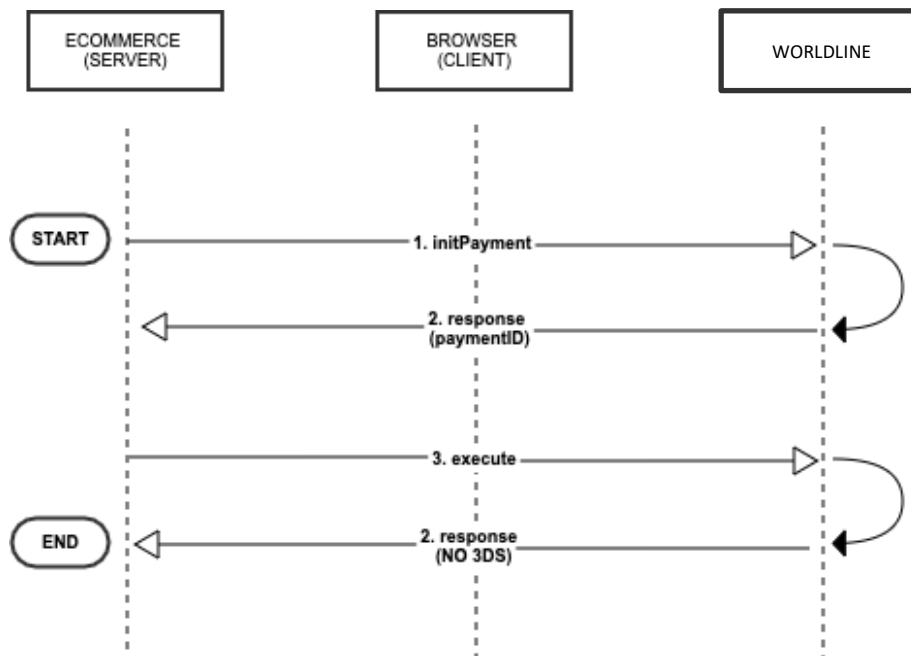 ECOMMERCE
(SERVER)
BROWSER
(CLIENT)
WORLDLINE
START
1. initPayment
2. response
(paymentID)
3. execute
END
2. response
(NO 3DS)